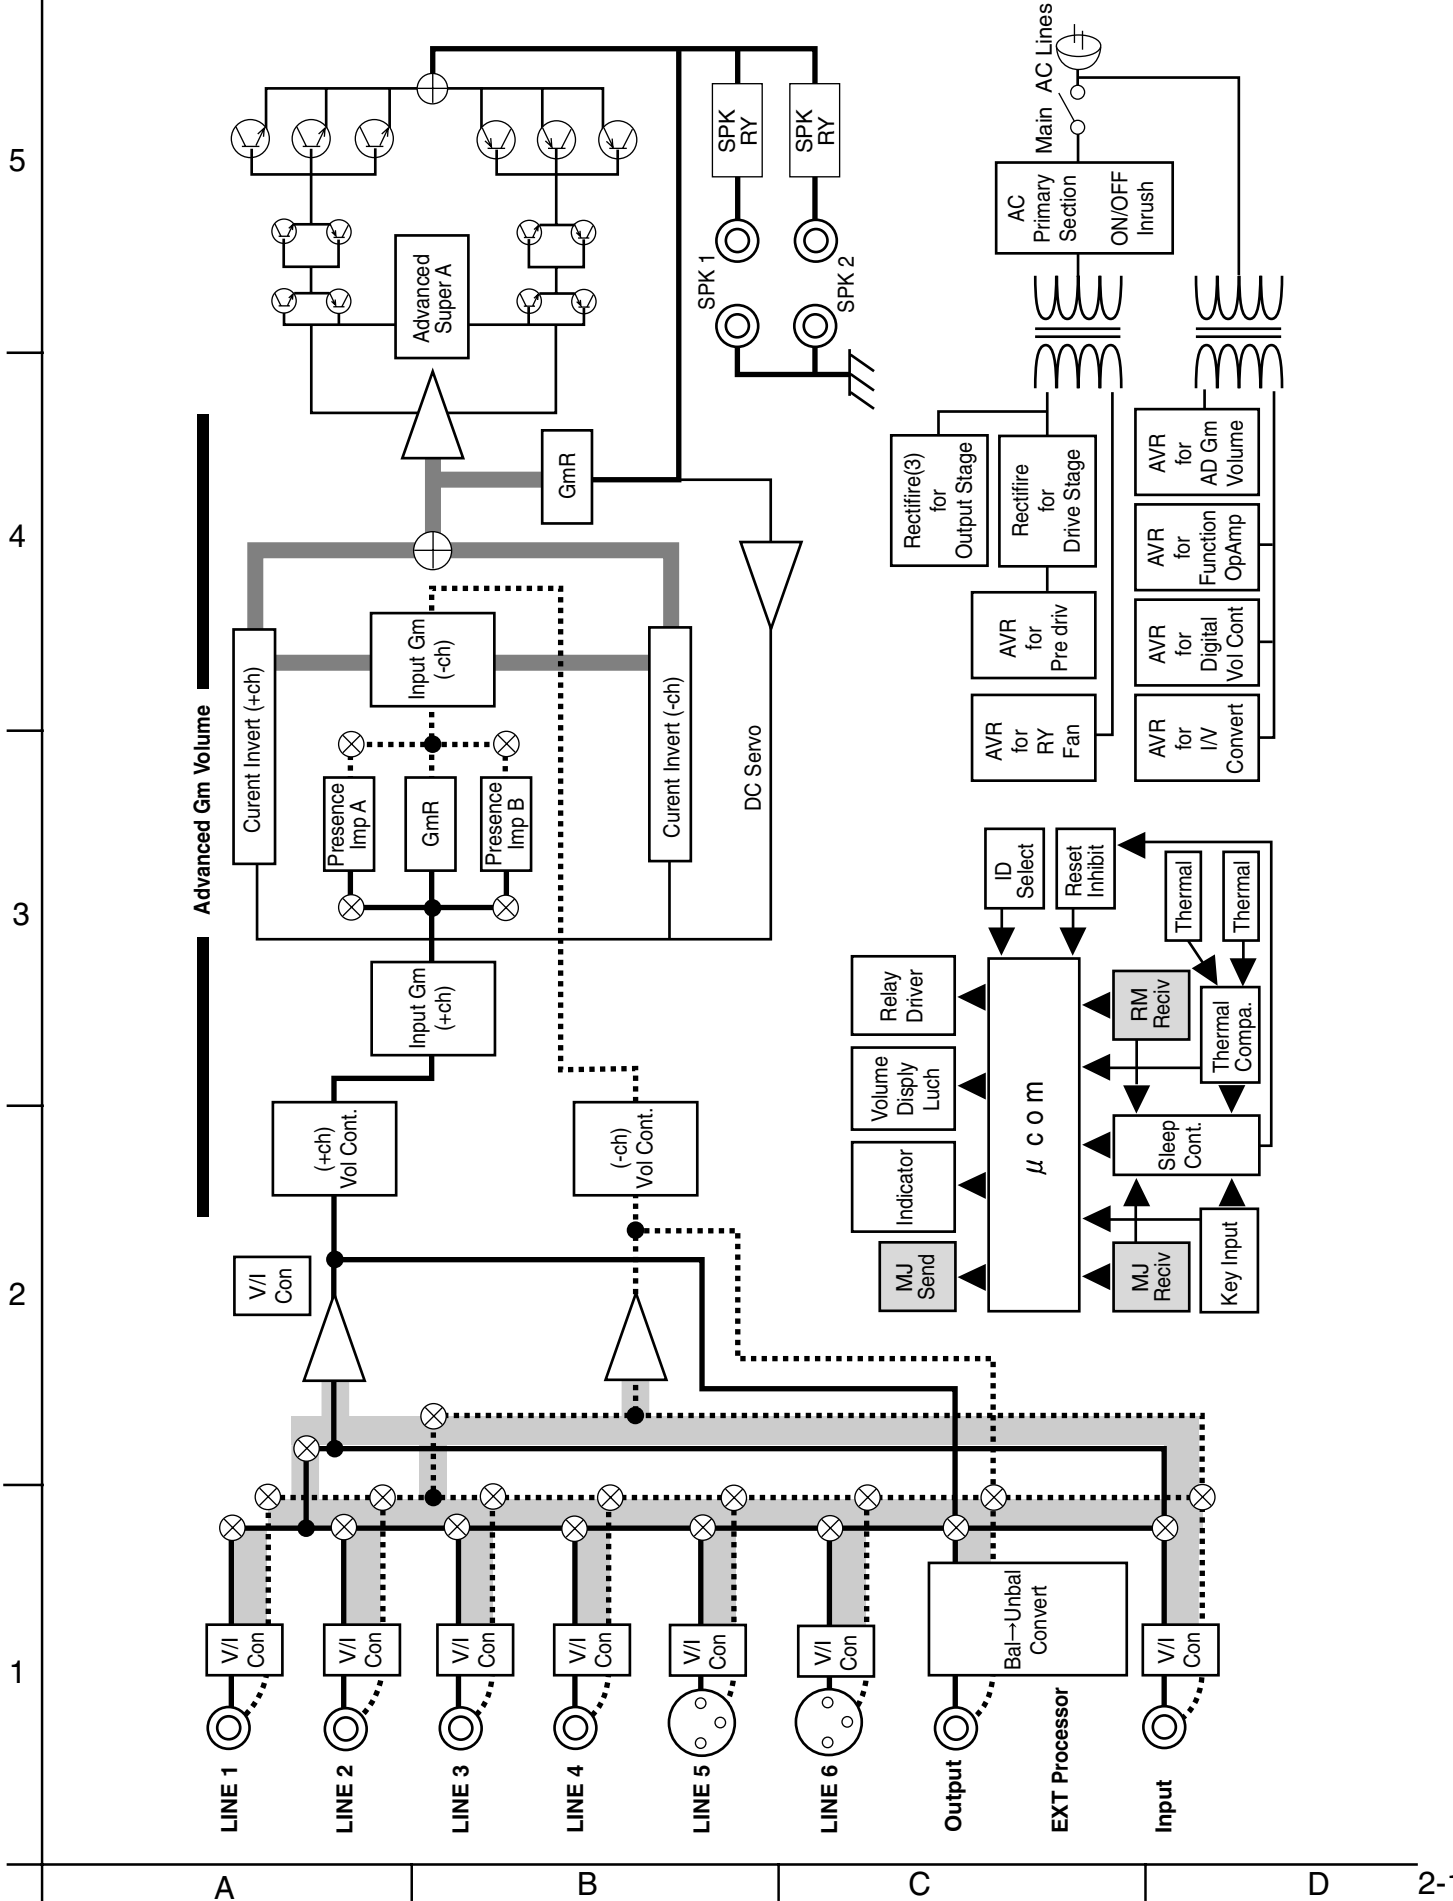 5
4
3
2
1
A
B
C
D
2-1
Main AC Lines
SPK
RY
SPK
RY
AC
Primary
Section
ON/OFF
Inrush
Advanced
Super A
SPK 1
SPK 2
GmR
Rectifire(3)
for
Output Stage
Rectifire
for
Drive Stage
AVR
for
AD Gm
Volume
AVR
for
Function
OpAmp
AVR
for
Pre driv
AVR
for
Digital
Vol Cont
AVR
for
RY
Fan
AVR
for
I/V
Convert
Advanced Gm Volume
Curent Invert (+ch)
Input Gm
(-ch)
Curent Invert (-ch)
DC Servo
Presence
Imp A
GmR
Presence
Imp B
Input Gm
(+ch)
ID
Select
Reset
Inhibit
Thermal
Thermal
Relay
Driver
RM
Reciv
Thermal
Compa.
Volume
Disply
Luch
μ com
Sleep
Cont.
Indicator
MJ
Send
MJ
Reciv
Key Input
(+ch)
Vol Cont.
(-ch)
Vol Cont.
V/I
Con
V/I
Con
V/I
Con
V/I
Con
V/I
Con
V/I
Con
V/I
Con
Bal→Unbal
Convert
V/I
Con
LINE 1
LINE 2
LINE 3
LINE 4
LINE 5
LINE 6
Output
EXT Processor
Input